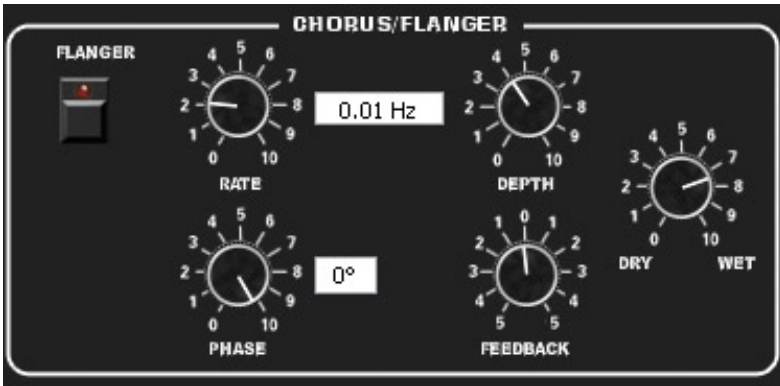 CHORUS/FLANGER
FLANGER
0 1 2 3 4 5 6 7 8 9 10
RATE
0.01 Hz
0 1 2 3 4 5 6 7 8 9 10
DEPTH
0 1 2 3 4 5 6 7 8 9 10
DRY WET
0 1 2 3 4 5 6 7 8 9 10
PHASE
0°
5 4 3 2 1 0 1 2 3 4 5
FEEDBACK